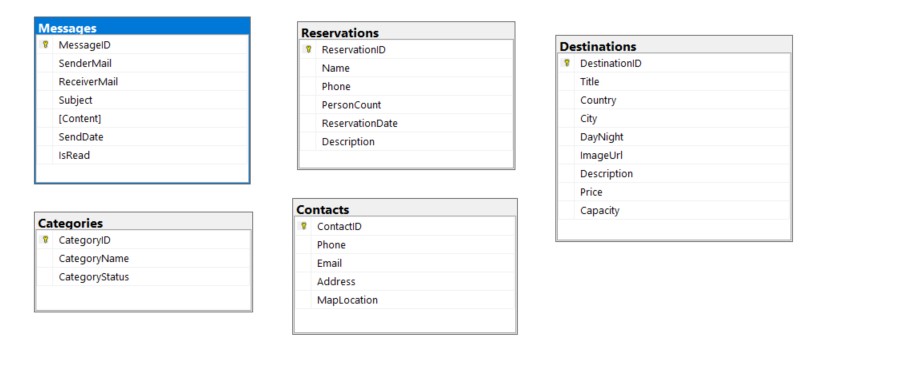 Messages
MessageID
SenderMail
ReceiverMail
Subject
[Content]
SendDate
IsRead
Reservations
ReservationID
Name
Phone
PersonCount
ReservationDate
Description
Destinations
DestinationID
Title
Country
City
DayNight
ImageUrl
Description
Price
Capacity
Categories
CategoryID
CategoryName
CategoryStatus
Contacts
ContactID
Phone
Email
Address
MapLocation